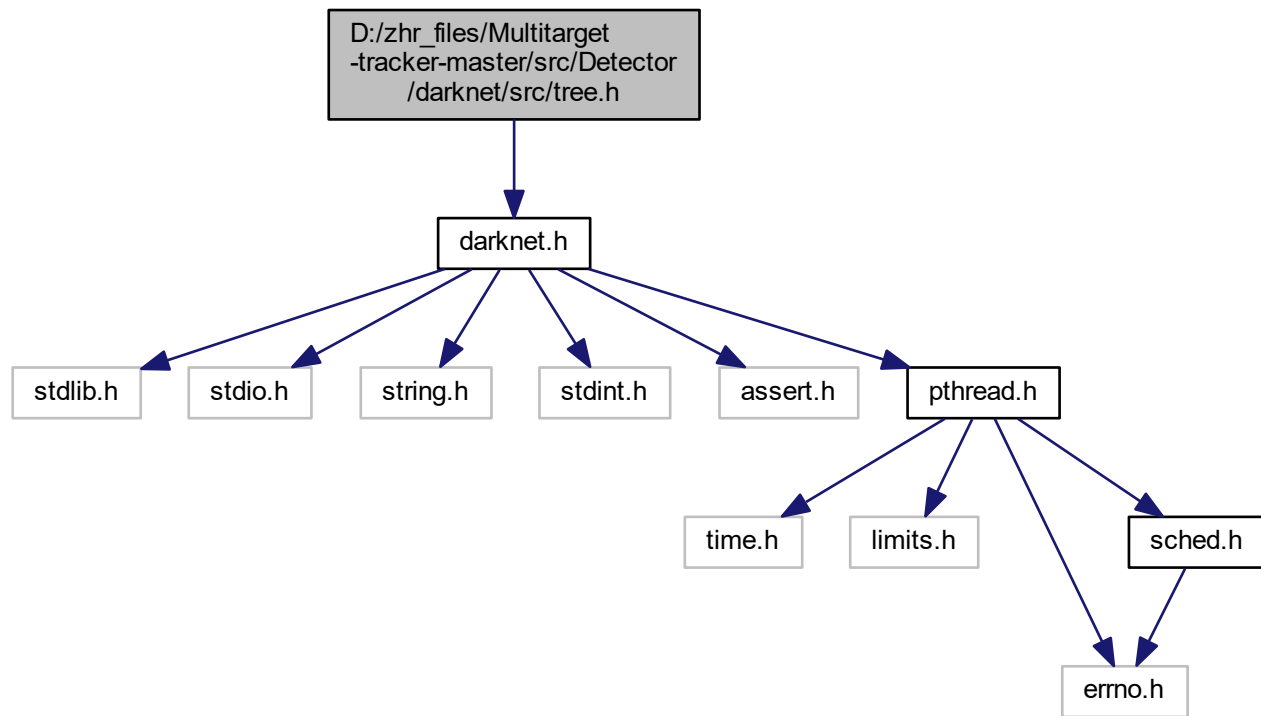 D:/zhr_files/Multitarget
-tracker-master/src/Detector
/darknet/src/tree.h
darknet.h
stdlib.h
stdio.h
string.h
stdint.h
assert.h
pthread.h
time.h
limits.h
sched.h
errno.h